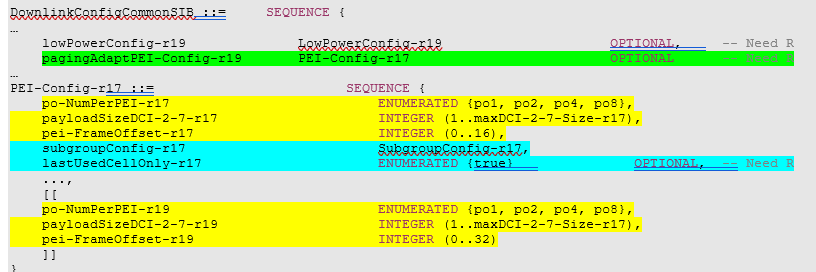 DownlinkConfigCommonSIB ::= SEQUENCE {
…
lowPowerConfig-r19 LowPowerConfig-r19 OPTIONAL, -- Need R
pagingAdaptPEI-Config-r19 PEI-Config-r17 OPTIONAL -- Need R
…
PEI-Config-r17 ::= SEQUENCE {
po-NumPerPEI-r17 ENUMERATED {po1, po2, po4, po8},
payloadSizeDCI-2-7-r17 INTEGER (1..maxDCI-2-7-Size-r17),
pei-FrameOffset-r17 INTEGER (0..16),
subgroupConfig-r17 SubgroupConfig-r17,
lastUsedCellOnly-r17 ENUMERATED {true} OPTIONAL, -- Need R
...,
[[
po-NumPerPEI-r19 ENUMERATED {po1, po2, po4, po8},
payloadSizeDCI-2-7-r19 INTEGER (1..maxDCI-2-7-Size-r17),
pei-FrameOffset-r19 INTEGER (0..32)
]]
}